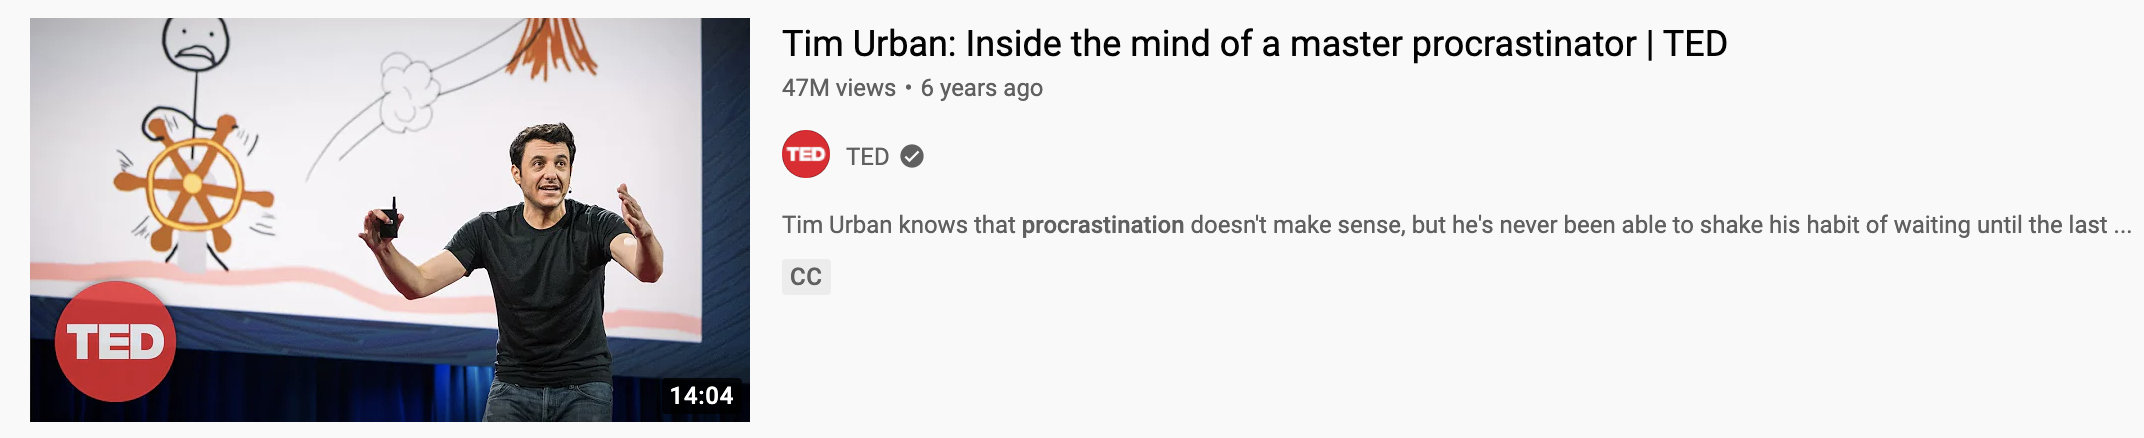 TED
14:04
Tim Urban: Inside the mind of a master procrastinator | TED
47M views • 6 years ago
TED TED
Tim Urban knows that procrastination doesn't make sense, but he's never been able to shake his habit of waiting until the last ...
CC